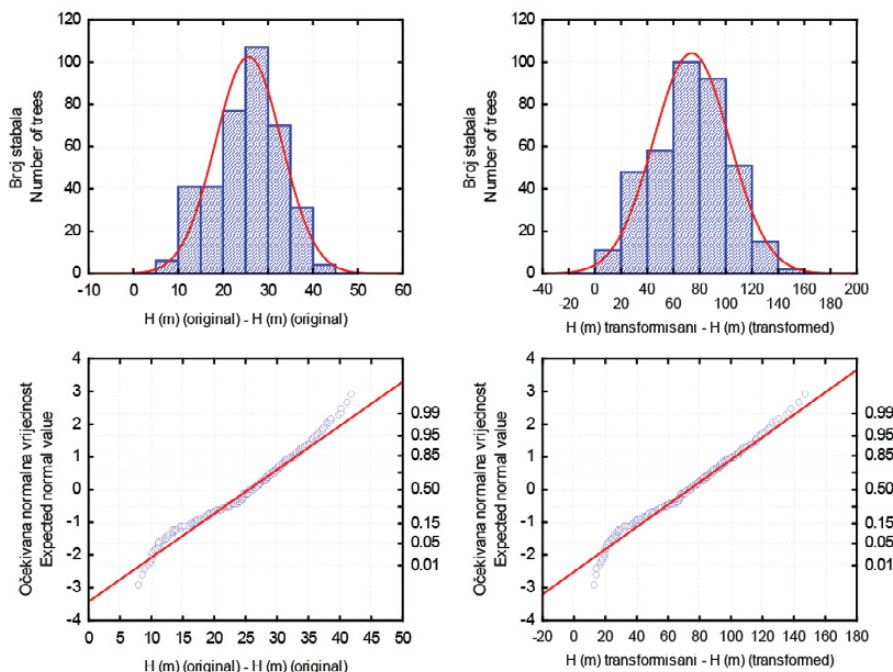 120
100
80
60
40
20
0
Broj stabala
Number of trees
-10 0 10 20 30 40 50 60
H (m) (original) - H (m) (original)
120
100
80
60
40
20
0
Broj stabala
Number of trees
-40 0 40 80 120 160 200
-20 20 60 100 140 180
H (m) transformisani - H (m) (transformed)
4
3
2
1
0
-1
-2
-3
-4
Očekivana normalna vrijednost
Expected normal value
0.99
0.95
0.85
0.50
0.15
0.05
0.01
0 5 10 15 20 25 30 35 40 45 50
H (m) (original) - H (m) (original)
4
3
2
1
0
-1
-2
-3
-4
Očekivana normalna vrijednost
Expected normal value
0.99
0.95
0.85
0.50
0.15
0.05
0.01
-20 0 20 40 60 80 100 120 140 160 180
H (m) transformisani - H (m) (transformed)